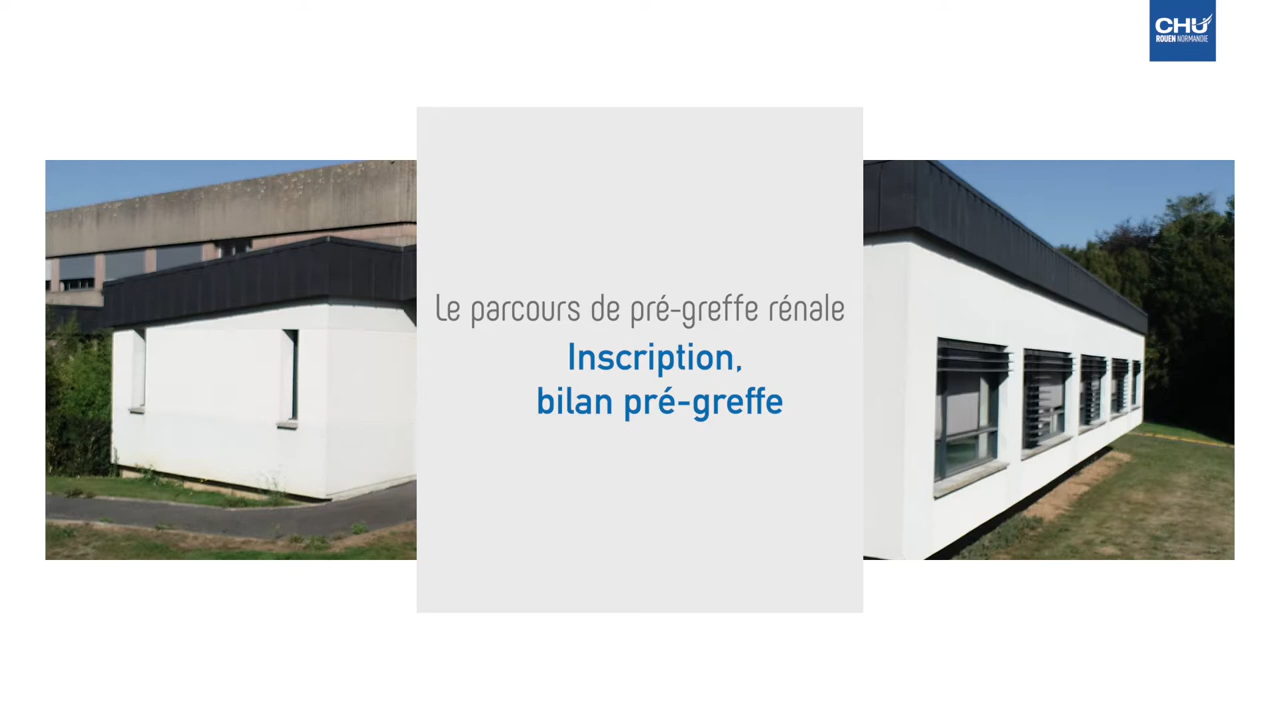 CHU
ROUEN NORMANDIE
Le parcours de pré-greffe rénale
Inscription,
bilan pré-greffe